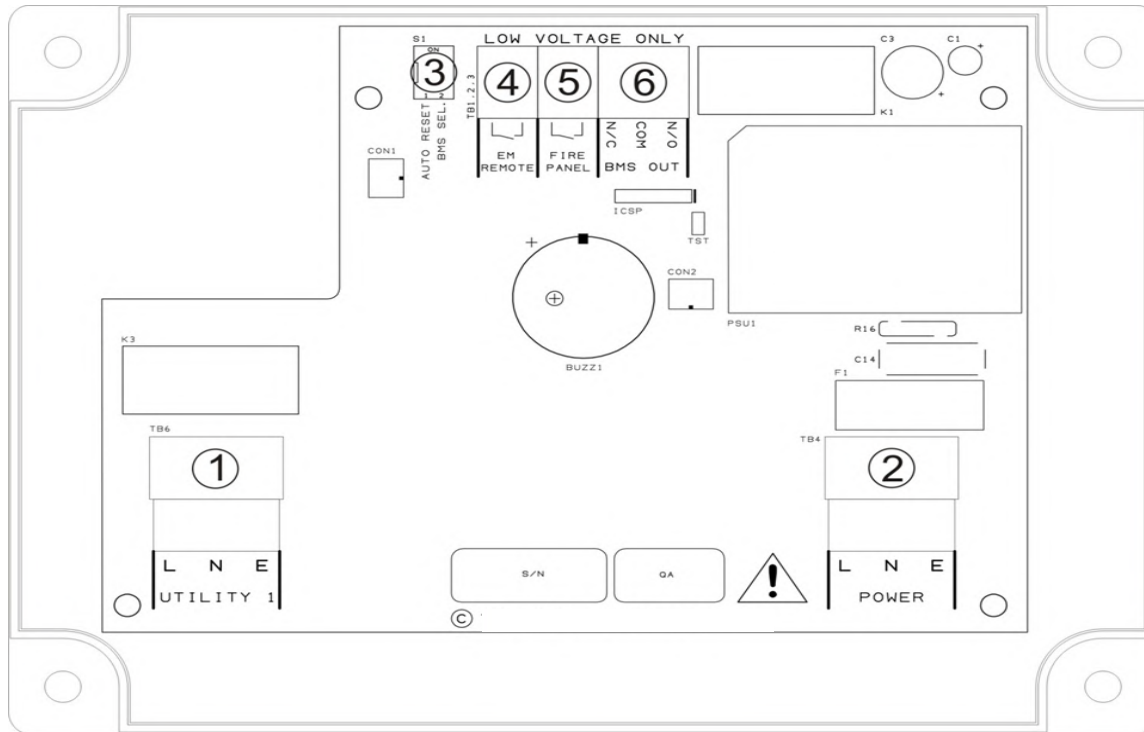 S1
ON
3
1 2
AUTO RESET
BMS SEL.
TB1.2.3
LOW VOLTAGE ONLY
4
5
6
EM
REMOTE
FIRE
PANEL
N/C
COM
N/O
BMS OUT
C3
+
C1
+
K1
CON1
ICSP
TST
+
BUZZ1
CON2
PSU1
R16
C14
F1
K3
TB6
1
L N E
UTILITY 1
TB4
2
L N E
POWER
S/N
QA
!
©